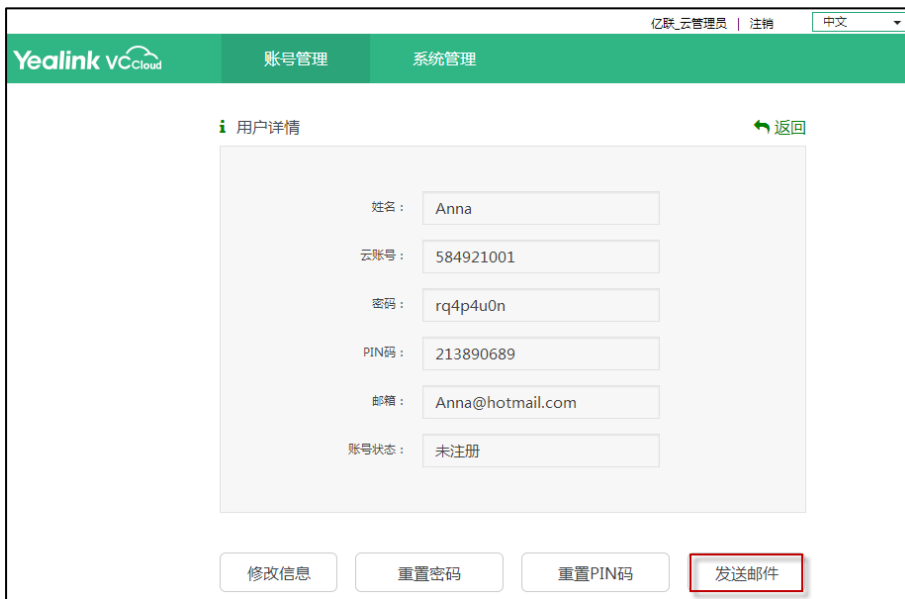 亿联_云管理员 | 注销 中文
Yealink VCCloud 账号管理 系统管理
i 用户详情 返回
姓名： Anna
云账号： 584921001
密码： rq4p4u0n
PIN码： 213890689
邮箱： Anna@hotmail.com
账号状态： 未注册
修改信息 重置密码 重置PIN码 发送邮件